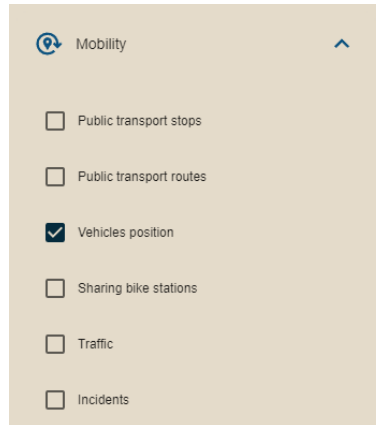 Mobility
Public transport stops
Public transport routes
Vehicles position
Sharing bike stations
Traffic
Incidents